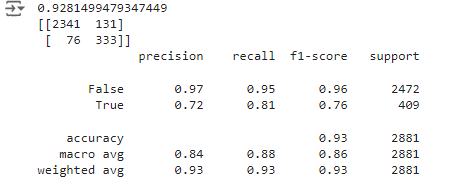 0.9281499479347449
[[2341 131]
[ 76 333]]
precision recall f1-score support
False 0.97 0.95 0.96 2472
True 0.72 0.81 0.76 409
accuracy 0.93 2881
macro avg 0.84 0.88 0.86 2881
weighted avg 0.93 0.93 0.93 2881